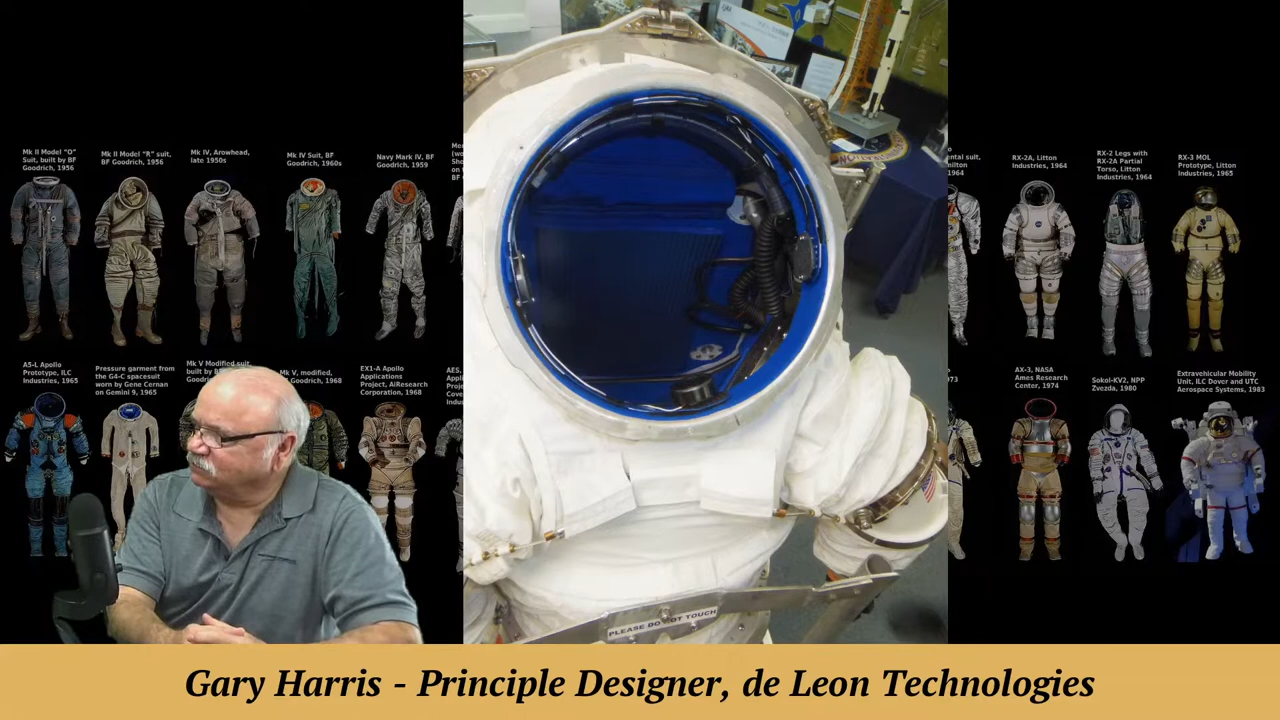 Mk II Model "O"
Suit, built by BF
Goodrich, 1956
Mk II Model "R" suit,
BF Goodrich, 1956
Mk IV, Arowhead,
late 1950s
Mk IV Suit, BF
Goodrich, 1960s
Navy Mark IV, BF
Goodrich, 1959
RX-2A, Litton
Industries, 1964
RX-2 Legs with
RX-2A Partial
Torso, Litton
Industries, 1964
RX-3 MOL
Prototype, Litton
Industries, 1965
A5-L Apollo
Prototype, ILC
Industries, 1965
Pressure garment from
the G4-C spacesuit
worn by Gene Cernan
on Gemini 9, 1965
Mk V Modified suit,
Mk V, modified,
1968
EX1-A Apollo
Applications
Project, AiResearch
Corporation, 1968
AX-3, NASA
Ames Research
Center, 1974
Sokol-KV2, NPP
Zvezda, 1980
Extravehicular Mobility
Unit, ILC Dover and UTC
Aerospace Systems, 1983
PLEASE DO NOT TOUCH
Gary Harris - Principle Designer, de Leon Technologies